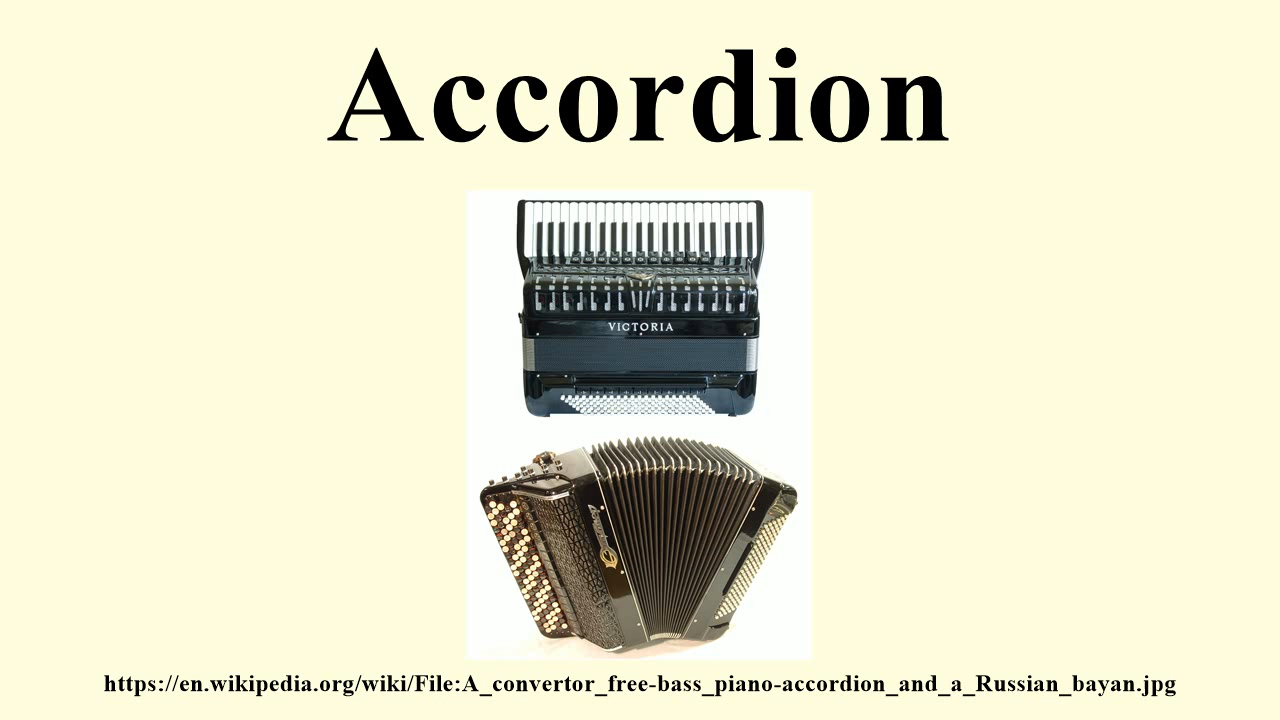 Accordion
VICTORIA
https://en.wikipedia.org/wiki/File:A_convertor_free-bass_piano-accordion_and_a_Russian_bayan.jpg